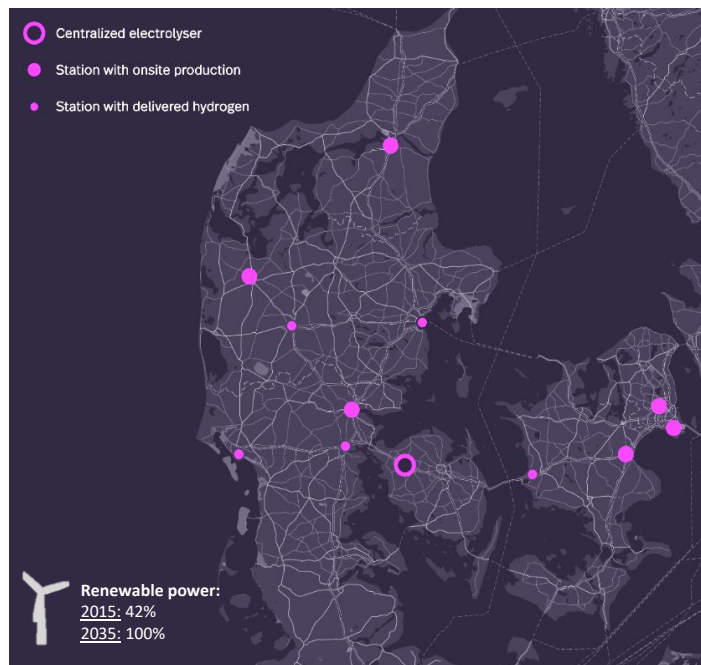 Centralized electrolyser
Station with onsite production
Station with delivered hydrogen
Renewable power:
2015: 42%
2035: 100%